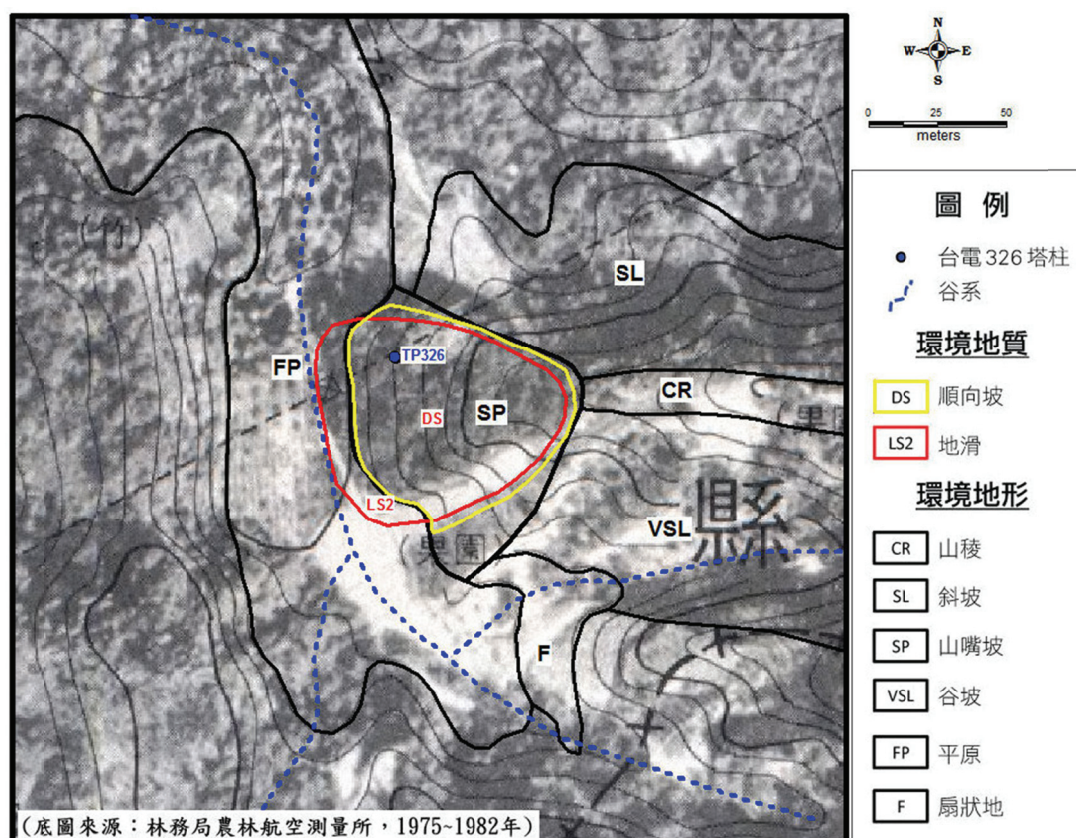 N
W E
S
0 25 50
meters
圖 例
台電 326 塔柱
谷系
環境地質
DS 順向坡
LS2 地滑
環境地形
CR 山稜
SL 斜坡
SP 山嘴坡
VSL 谷坡
FP 平原
F 扇狀地
(竹)
SL
TP326
FP
CR
SP
DS
(果
LS2
VSL 縣
(果園)
F
(底圖來源：林務局農林航空測量所，1975~1982年)